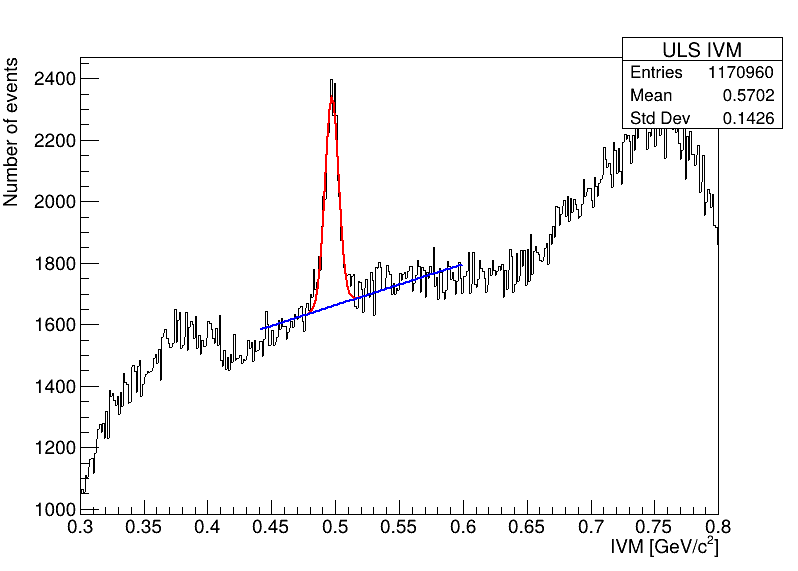 ULS IVM
Entries 1170960
Mean 0.5702
Std Dev 0.1426
Number of events
2400
2200
2000
1800
1600
1400
1200
1000
0.3 0.35 0.4 0.45 0.5 0.55 0.6 0.65 0.7 0.75 0.8
IVM [GeV/c²]